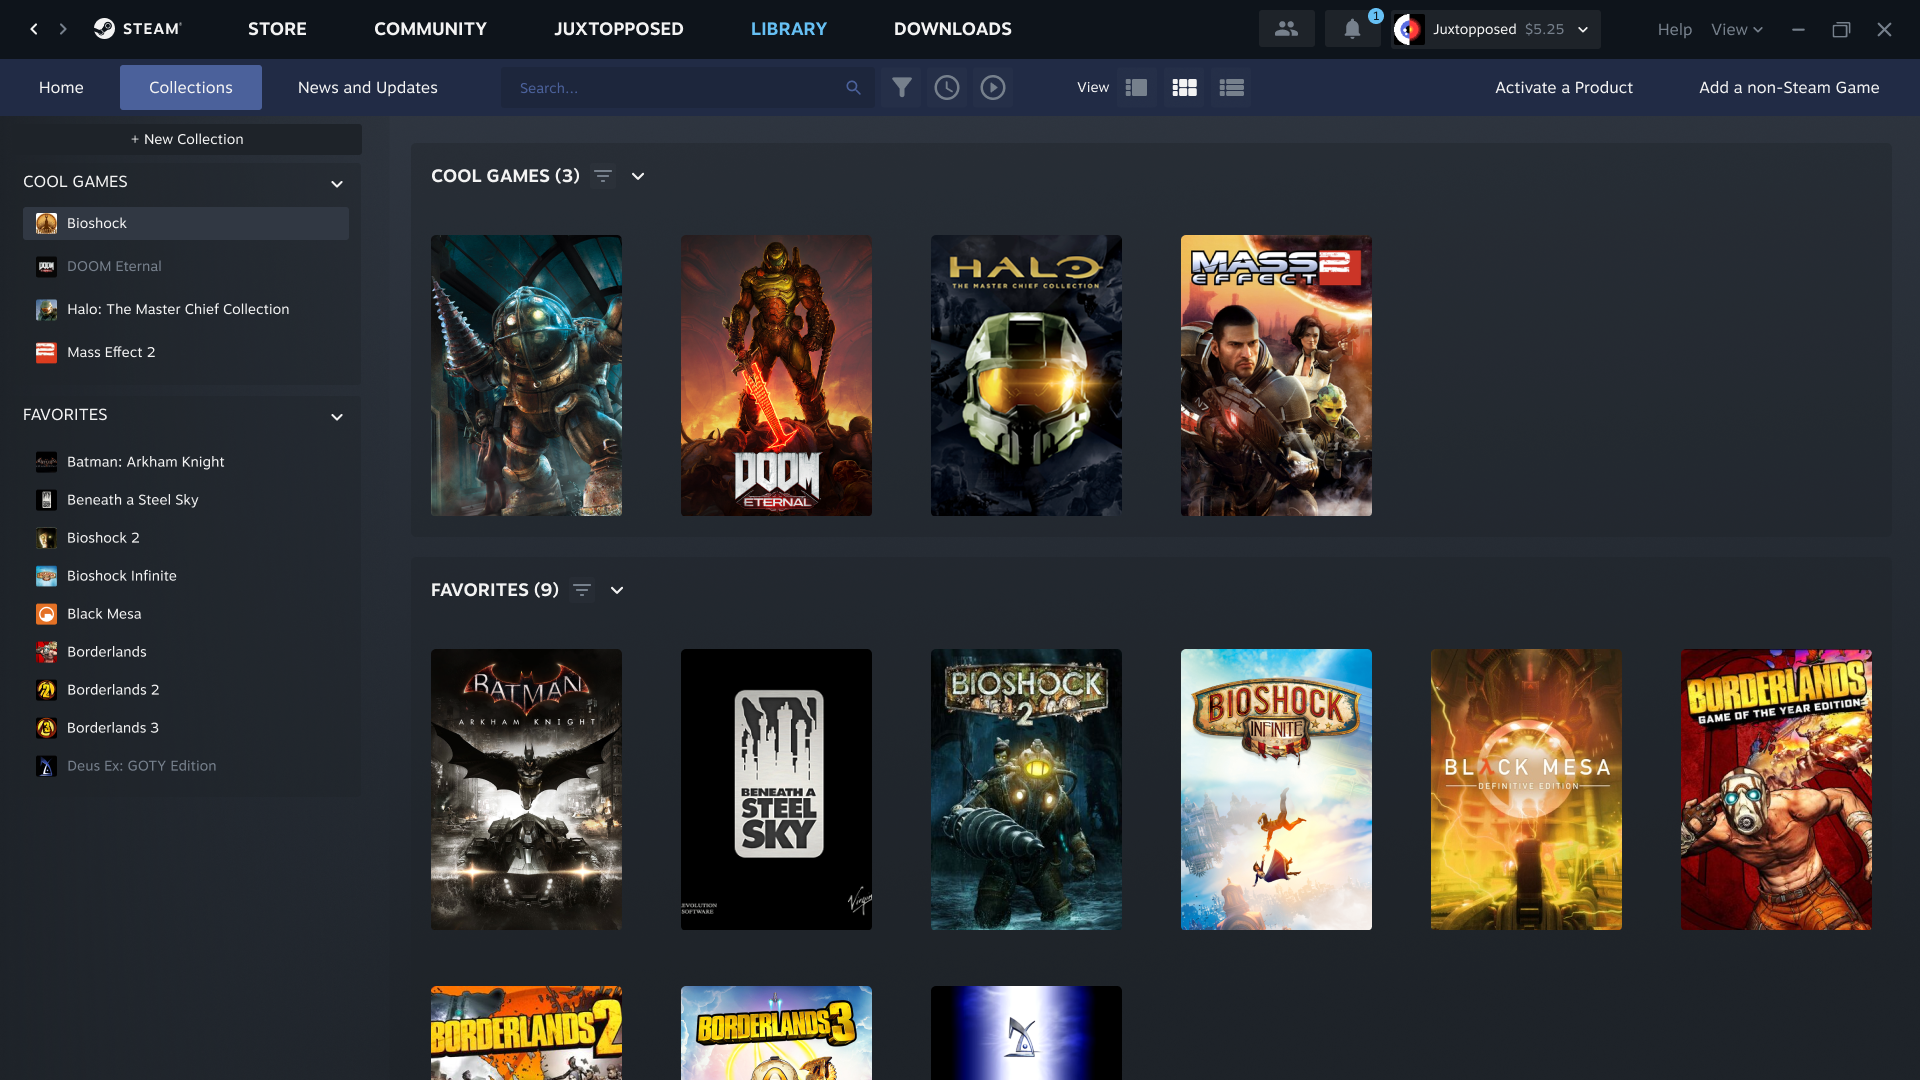 STEAM
STORE
COMMUNITY
JUXTOPPOSED
LIBRARY
DOWNLOADS
1
Juxtopposed $5.25
Help
View
Home
Collections
News and Updates
Search...
View
Activate a Product
Add a non-Steam Game
+ New Collection
COOL GAMES
Bioshock
DOOM Eternal
Halo: The Master Chief Collection
Mass Effect 2
FAVORITES
Batman: Arkham Knight
Beneath a Steel Sky
Bioshock 2
Bioshock Infinite
Black Mesa
Borderlands
Borderlands 2
Borderlands 3
Deus Ex: GOTY Edition
COOL GAMES (3)
DOOM
ETERNAL
HALO
THE MASTER CHIEF COLLECTION
MASS 2
EFFECT
N7
FAVORITES (9)
BATMAN
ARKHAM KNIGHT
BENEATH A
STEEL
SKY
EVOLUTION
SOFTWARE
Virgin
BIOSHOCK
2
BIOSHOCK
INFINITE
BLACK MESA
DEFINITIVE EDITION
BORDERLANDS
GAME OF THE YEAR EDITION
BORDERLANDS 2
BORDERLANDS 3